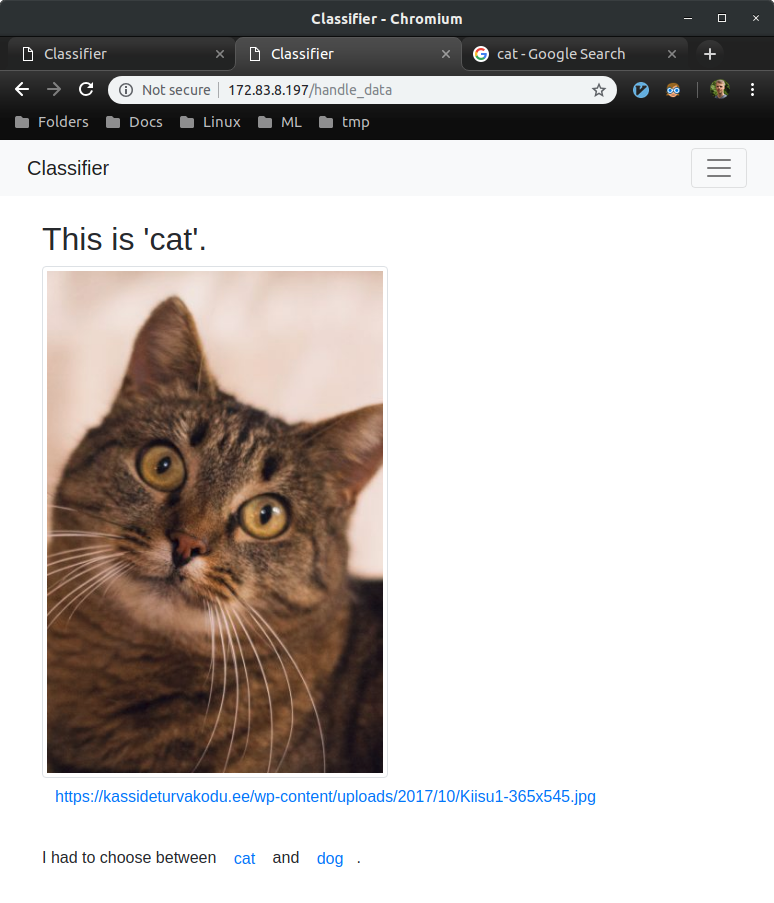 Classifier - Chromium
Classifier
Classifier
cat - Google Search
Not secure 172.83.8.197/handle_data
Folders Docs Linux ML tmp
Classifier
This is 'cat'.
https://kassideturvakodu.ee/wp-content/uploads/2017/10/Kiisu1-365x545.jpg
I had to choose between cat and dog .